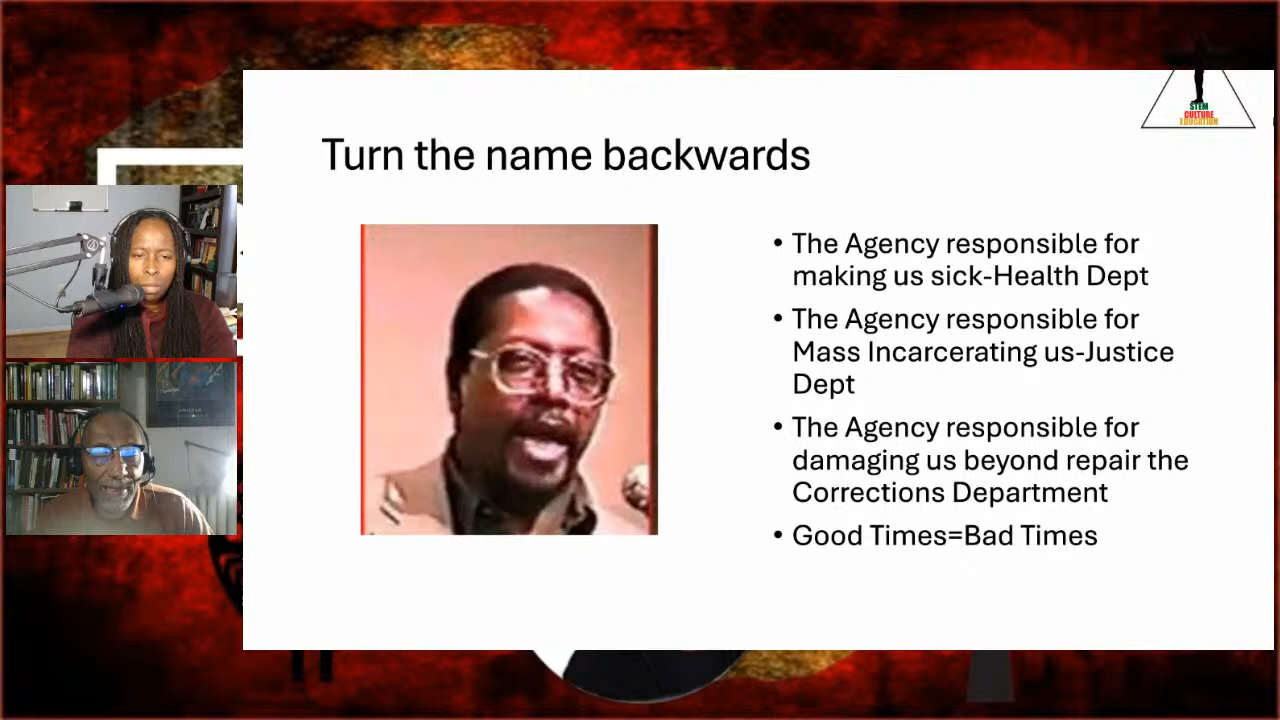 STEM
CULTURE
EDUCATION
Turn the name backwards
• The Agency responsible for
making us sick-Health Dept
• The Agency responsible for
Mass Incarcerating us-Justice
Dept
• The Agency responsible for
damaging us beyond repair the
Corrections Department
• Good Times=Bad Times